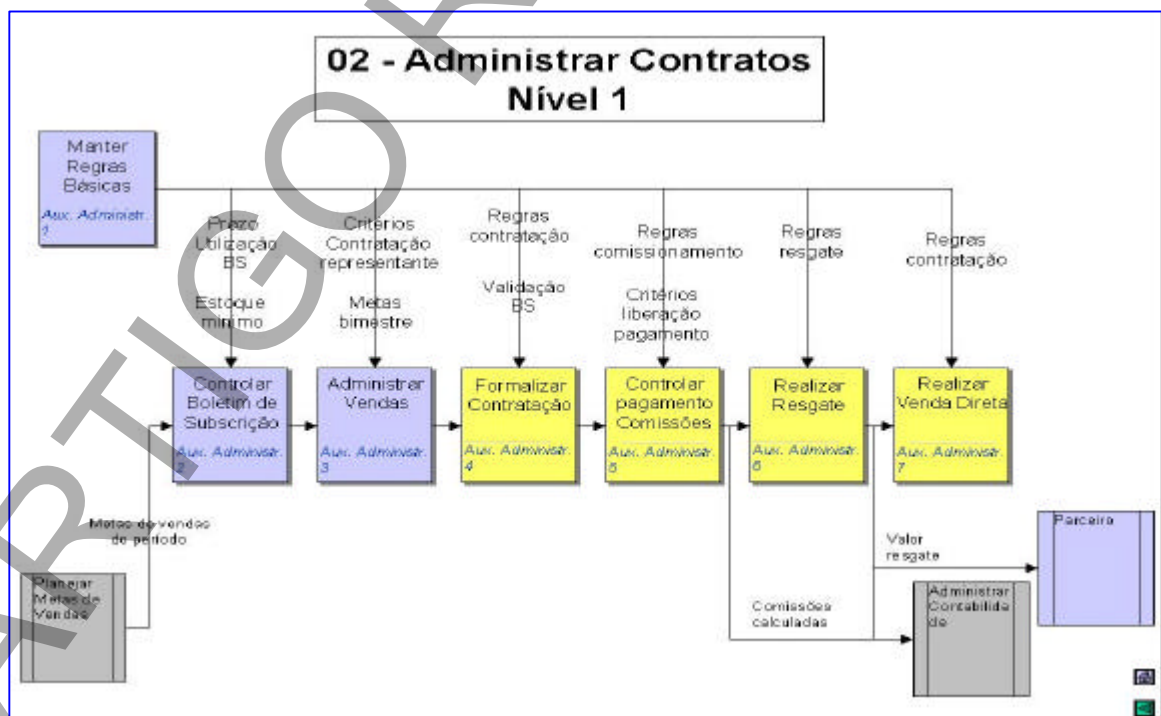 02 - Administrar Contratos
Nível 1
Manter
Regras
Básicas
Aux. Administr.
1
Prazo
Utilização
BS
Estoque
mínimo
Critérios
Contratação
representante
Metas
bimestre
Regras
contratação
Validação
BS
Regras
comissionamento
Critérios
liberação
pagamento
Regras
resgate
Regras
contratação
Controlar
Boletim de
Subscrição
Aux. Administr.
2
Administrar
Vendas
Aux. Administr.
3
Formalizar
Contratação
Aux. Administr.
4
Controlar
pagamento
Comissões
Aux. Administr.
5
Realizar
Resgate
Aux. Administr.
6
Realizar
Venda Direta
Aux. Administr.
7
Metas de vendas
do período
Planejar
Metas de
Vendas
Valor
resgate
Parceiro
Comissões
calculadas
Administrar
Contabilida
de
ARTIGO